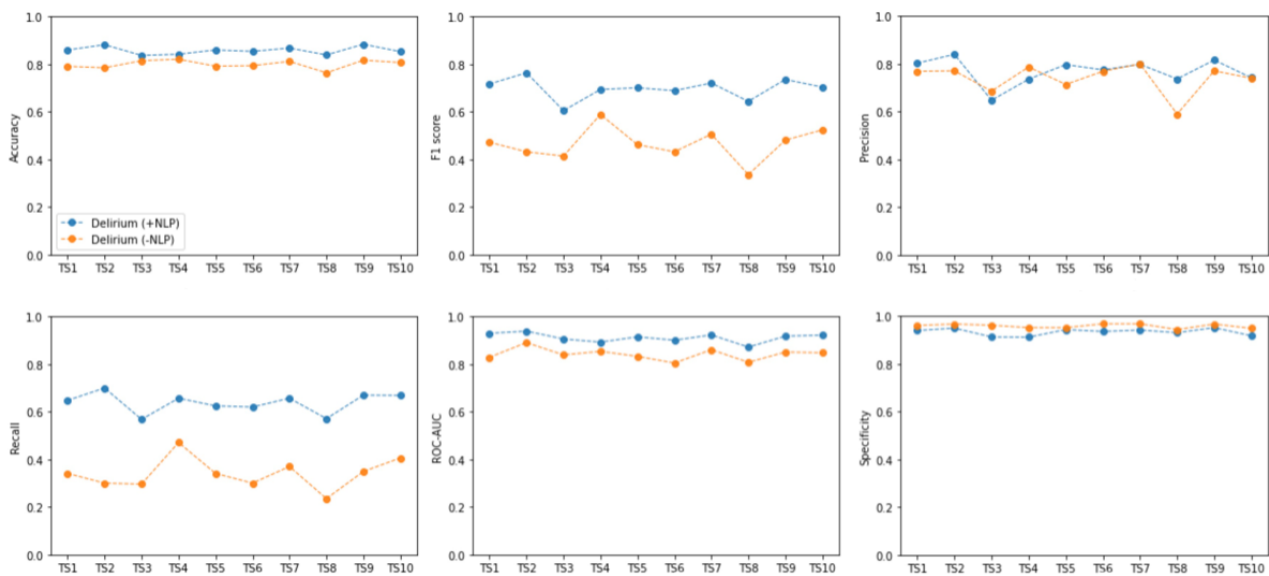 1.0
0.8
0.6
0.4
0.2
0.0
Accuracy
Delirium (+NLP)
Delirium (-NLP)
TS1 TS2 TS3 TS4 TS5 TS6 TS7 TS8 TS9 TS10
1.0
0.8
0.6
0.4
0.2
0.0
F1 score
TS1 TS2 TS3 TS4 TS5 TS6 TS7 TS8 TS9 TS10
1.0
0.8
0.6
0.4
0.2
0.0
Precision
TS1 TS2 TS3 TS4 TS5 TS6 TS7 TS8 TS9 TS10
1.0
0.8
0.6
0.4
0.2
0.0
Recall
TS1 TS2 TS3 TS4 TS5 TS6 TS7 TS8 TS9 TS10
1.0
0.8
0.6
0.4
0.2
0.0
ROC-AUC
TS1 TS2 TS3 TS4 TS5 TS6 TS7 TS8 TS9 TS10
1.0
0.8
0.6
0.4
0.2
0.0
Specificity
TS1 TS2 TS3 TS4 TS5 TS6 TS7 TS8 TS9 TS10